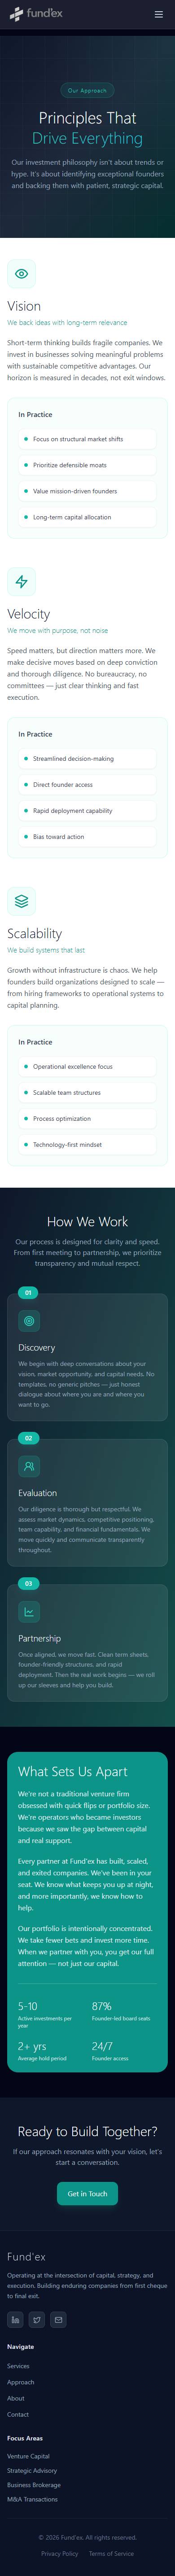 fund'ex
Our Approach
Principles That
Drive Everything
Our investment philosophy isn't about trends or
hype. It's about identifying exceptional founders
and backing them with patient, strategic capital.
Vision
We back ideas with long-term relevance
Short-term thinking builds fragile companies. We
invest in businesses solving meaningful problems
with sustainable competitive advantages. Our
horizon is measured in decades, not exit windows.
In Practice
Focus on structural market shifts
Prioritize defensible moats
Value mission-driven founders
Long-term capital allocation
Velocity
We move with purpose, not noise
Speed matters, but direction matters more. We
make decisive moves based on deep conviction
and thorough diligence. No bureaucracy, no
committees — just clear thinking and fast
execution.
In Practice
Streamlined decision-making
Direct founder access
Rapid deployment capability
Bias toward action
Scalability
We build systems that last
Growth without infrastructure is chaos. We help
founders build organizations designed to scale —
from hiring frameworks to operational systems to
capital planning.
In Practice
Operational excellence focus
Scalable team structures
Process optimization
Technology-first mindset
How We Work
Our process is designed for clarity and speed.
From first meeting to partnership, we prioritize
transparency and mutual respect.
01
Discovery
We begin with deep conversations about your
vision, market opportunity, and capital needs. No
templates, no generic pitches — just honest
dialogue about where you are and where you
want to go.
02
Evaluation
Our diligence is thorough but respectful. We
assess market dynamics, competitive positioning,
team capability, and financial fundamentals. We
move quickly and communicate transparently
throughout.
03
Partnership
Once aligned, we move fast. Clean term sheets,
founder-friendly structures, and rapid
deployment. Then the real work begins — we roll
up our sleeves and help you build.
What Sets Us Apart
We're not a traditional venture firm
obsessed with quick flips or portfolio size.
We're operators who became investors
because we saw the gap between capital
and real support.
Every partner at Fund'ex has built, scaled,
and exited companies. We've been in your
seat. We know what keeps you up at night,
and more importantly, we know how to
help.
Our portfolio is intentionally concentrated.
We take fewer bets and invest more time.
When we partner with you, you get our full
attention — not just our capital.
5-10
Active investments per
year
87%
Founder-led board seats
2+ yrs
Average hold period
24/7
Founder access
Ready to Build Together?
If our approach resonates with your vision, let's
start a conversation.
Get in Touch
Fund'ex
Operating at the intersection of capital, strategy, and
execution. Building enduring companies from first cheque
to final exit.
Navigate
Services
Approach
About
Contact
Focus Areas
Venture Capital
Strategic Advisory
Business Brokerage
M&A Transactions
© 2026 Fund'ex. All rights reserved.
Privacy Policy
Terms of Service